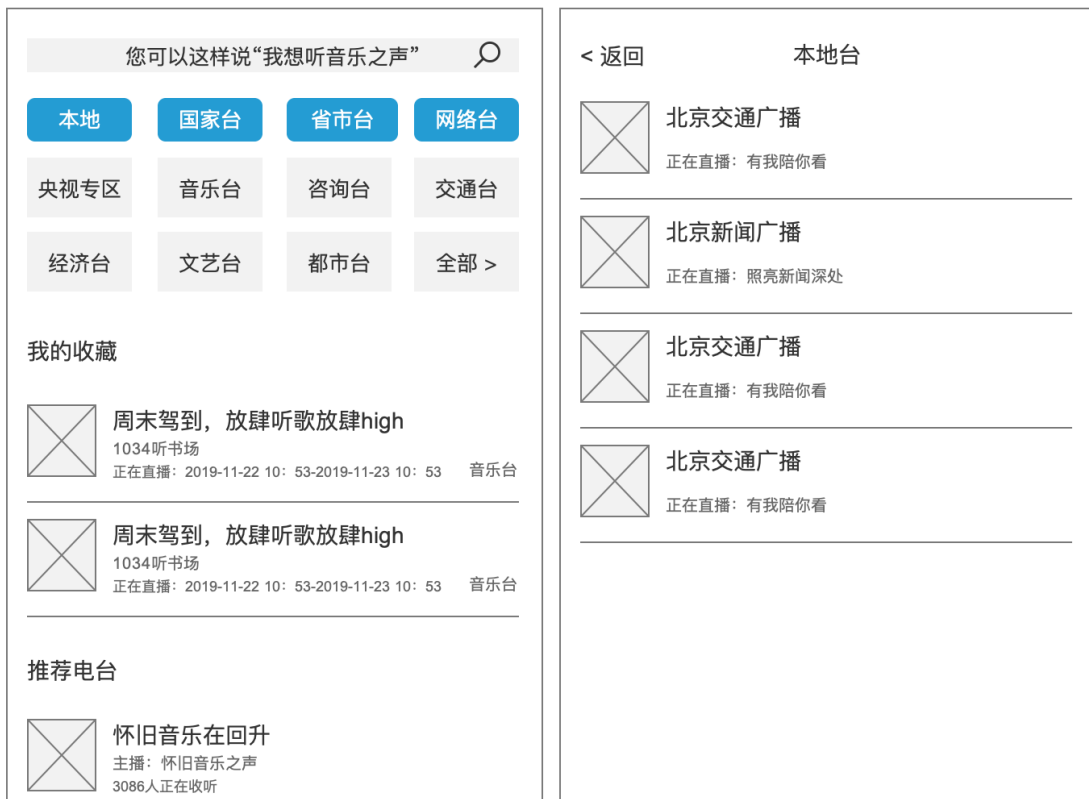 您可以这样说“我想听音乐之声”
本地 国家台 省市台 网络台
央视专区 音乐台 咨询台 交通台
经济台 文艺台 都市台 全部 >
我的收藏
周末驾到，放肆听歌放肆high
1034听书场
正在直播：2019-11-22 10：53-2019-11-23 10：53 音乐台
周末驾到，放肆听歌放肆high
1034听书场
正在直播：2019-11-22 10：53-2019-11-23 10：53 音乐台
推荐电台
怀旧音乐在回升
主播：怀旧音乐之声
3086人正在收听
< 返回 本地台
北京交通广播
正在直播：有我陪你看
北京新闻广播
正在直播：照亮新闻深处
北京交通广播
正在直播：有我陪你看
北京交通广播
正在直播：有我陪你看